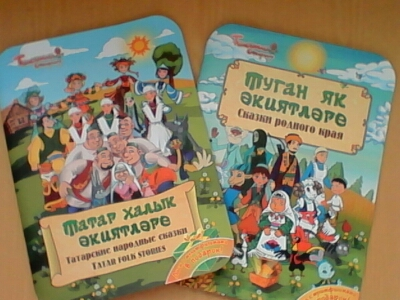 Татар халык
әкиятләре
Татарские народные сказки
Tatar folk stories
Туган як
әкиятләре
Сказки родного края